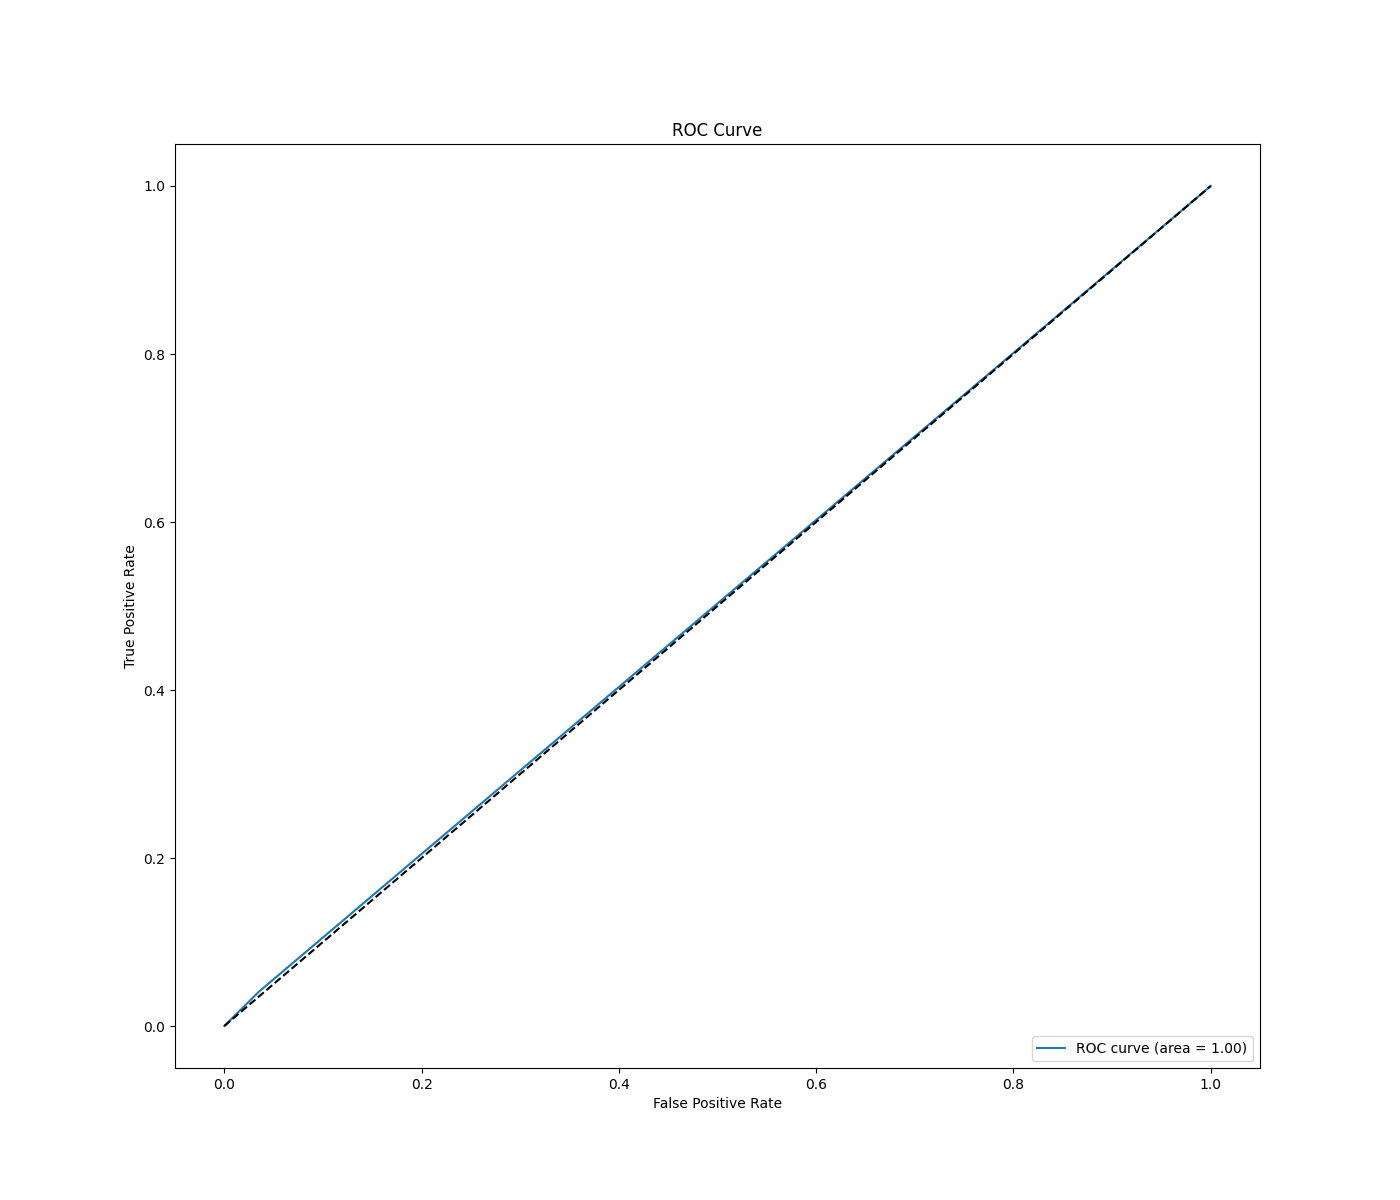 ROC Curve
1.0
0.8
0.6
0.4
0.2
0.0
True Positive Rate
ROC curve (area = 1.00)
0.0 0.2 0.4 0.6 0.8 1.0
False Positive Rate